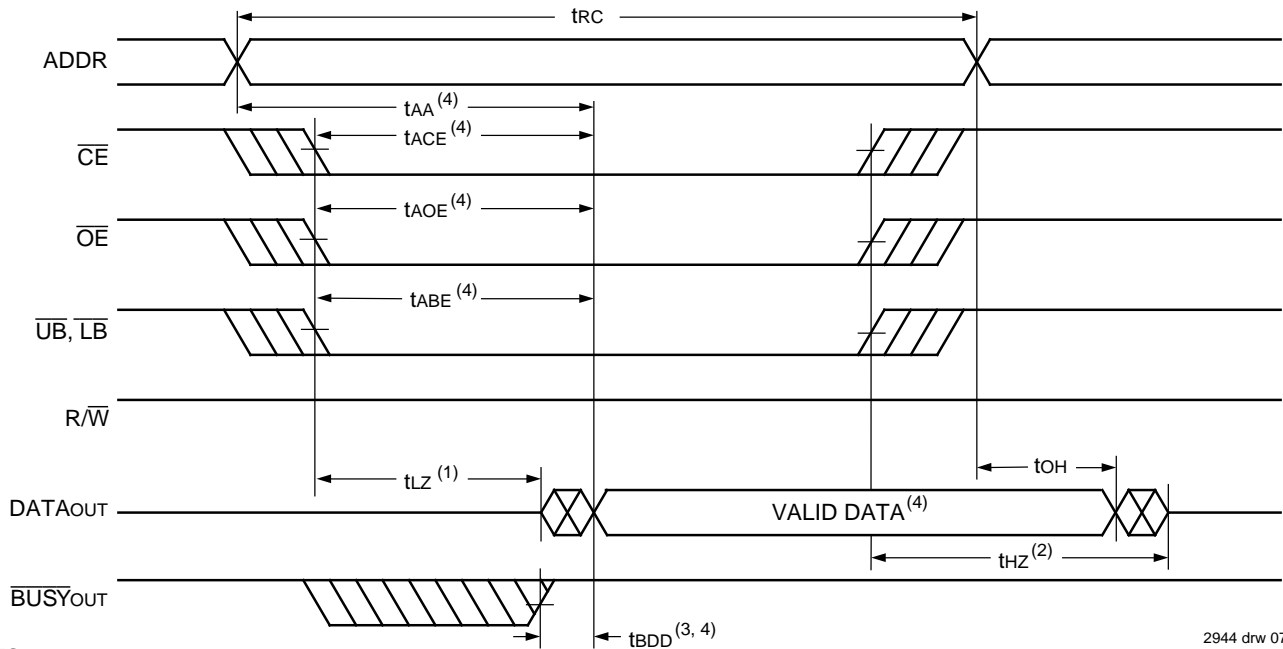 tRC
ADDR
tAA (4)
tACE (4)
CE
tAOE (4)
OE
tABE (4)
UB, LB
R/W
tLZ (1)
tOH
DATAOUT
VALID DATA(4)
tHZ (2)
BUSYOUT
tBDD (3, 4)
2944 drw 07